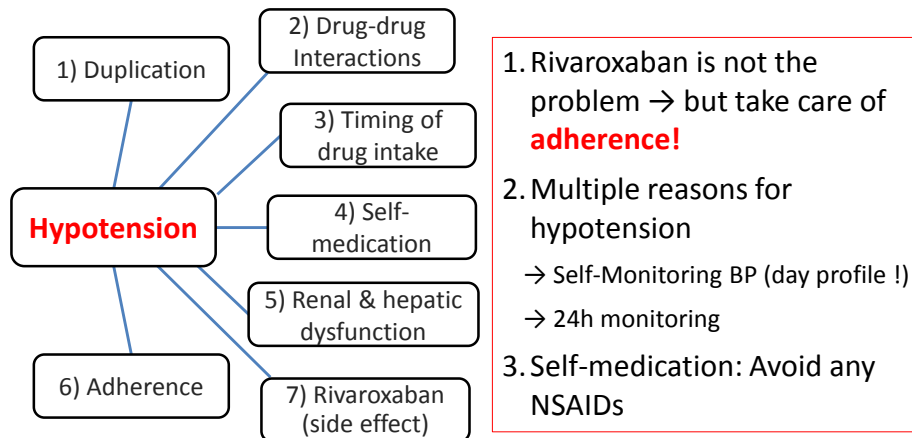 1) Duplication
2) Drug-drug
Interactions
3) Timing of
drug intake
Hypotension
4) Self-
medication
5) Renal & hepatic
dysfunction
6) Adherence
7) Rivaroxaban
(side effect)
1. Rivaroxaban is not the
problem → but take care of
adherence!
2. Multiple reasons for
hypotension
→ Self-Monitoring BP (day profile !)
→ 24h monitoring
3. Self-medication: Avoid any
NSAIDs